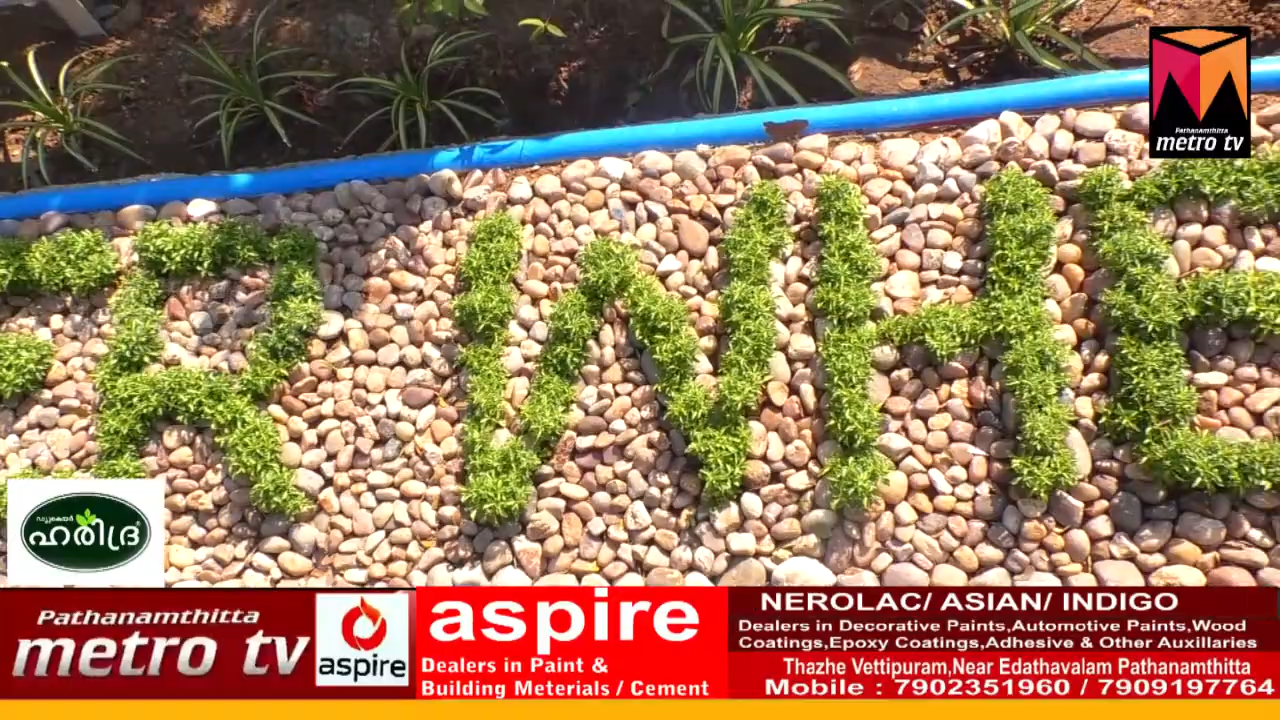 Pathanamthitta
metro tv
R WHE
ഡ്യുകെയർ
ഹരിദ്ര
Pathanamthitta
metro tv
aspire
aspire
Dealers in Paint &
Building Meterials / Cement
NEROLAC/ ASIAN/ INDIGO
Dealers in Decorative Paints,Automotive Paints,Wood
Coatings,Epoxy Coatings,Adhesive & Other Auxillaries
Thazhe Vettipuram,Near Edathavalam Pathanamthitta
Mobile : 7902351960 / 7909197764